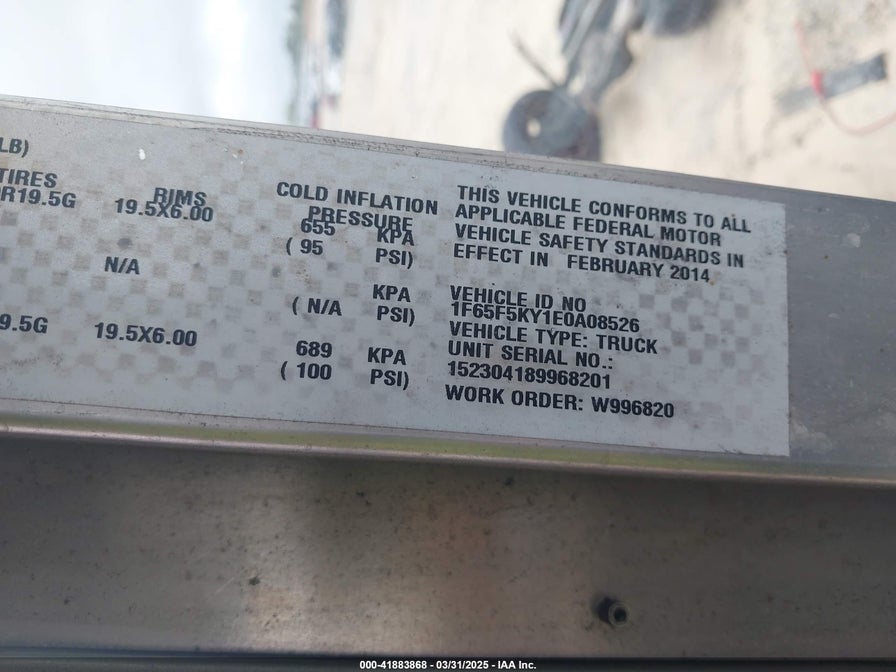 LB)
TIRES RIMS COLD INFLATION PRESSURE
R19.5G 19.5X6.00 655 KPA
( 95 PSI)
N/A
KPA
( N/A PSI)
9.5G 19.5X6.00 689 KPA
( 100 PSI)
THIS VEHICLE CONFORMS TO ALL
APPLICABLE FEDERAL MOTOR
VEHICLE SAFETY STANDARDS IN
EFFECT IN FEBRUARY 2014
VEHICLE ID NO
1F65F5KY1E0A08526
VEHICLE TYPE: TRUCK
UNIT SERIAL NO.:
152304189968201
WORK ORDER: W996820
000-41883868 - 03/31/2025 - IAA Inc.